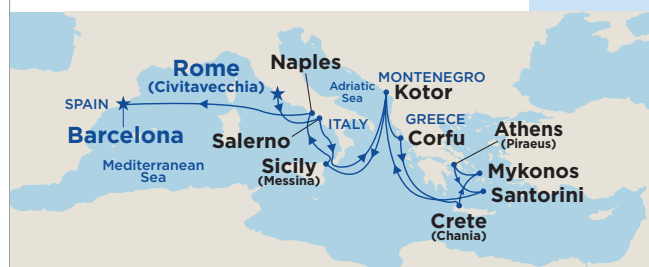 Rome
(Civitavecchia)
Naples
Adriatic
Sea
MONTENEGRO
Kotor
SPAIN
Barcelona
Salerno
ITALY
GREECE
Corfu
Athens
(Piraeus)
Mediterranean
Sea
Sicily
(Messina)
Mykonos
Santorini
Crete
(Chania)